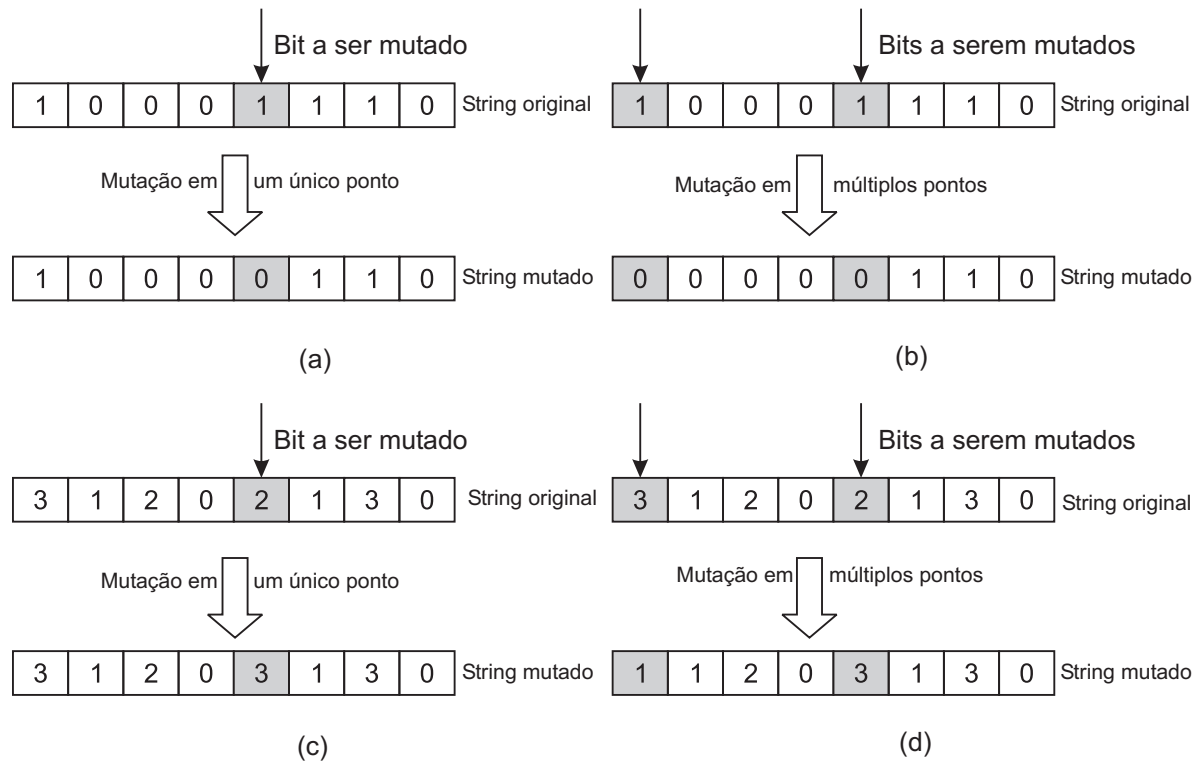 Bit a ser mutado
1 0 0 0 1 1 1 0 String original
Mutação em um único ponto
1 0 0 0 0 1 1 0 String mutado
(a)
Bits a serem mutados
1 0 0 0 1 1 1 0 String original
Mutação em múltiplos pontos
0 0 0 0 0 1 1 0 String mutado
(b)
Bit a ser mutado
3 1 2 0 2 1 3 0 String original
Mutação em um único ponto
3 1 2 0 3 1 3 0 String mutado
(c)
Bits a serem mutados
3 1 2 0 2 1 3 0 String original
Mutação em múltiplos pontos
1 1 2 0 3 1 3 0 String mutado
(d)